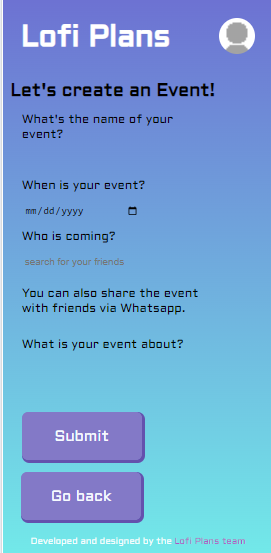 Lofi Plans
Let's create an Event!
What's the name of your
event?
When is your event?
mm/dd/yyyy
Who is coming?
search for your friends
You can also share the event
with friends via Whatsapp.
What is your event about?
Submit
Go back
Developed and designed by the Lofi Plans team